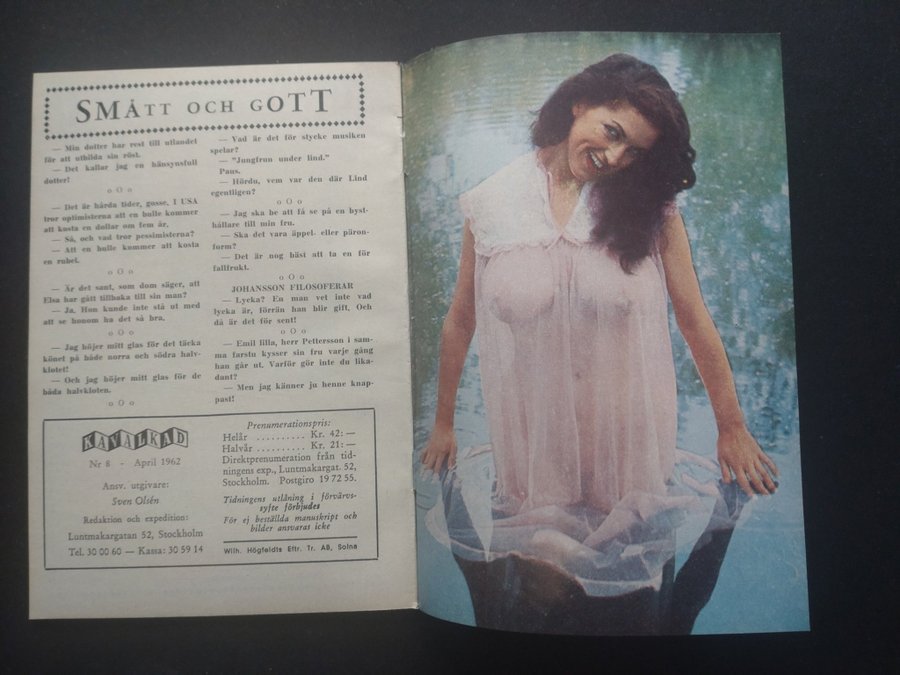 SMÅTT OCH GOTT
— Min dotter har rest till utlandet
för att utbilda sin röst.
— Det kallar jag en hänsynsfull
dotter!
o O o
— Det är hårda tider, gosse. I USA
tror optimisterna att en bulle kommer
att kosta en dollar om fem år.
— Så, och vad tror pessimisterna?
— Att en bulle kommer att kosta
en rubel.
o O o
— Är det sant, som dom säger, att
Elsa har gått tillbaka till sin man?
— Ja. Hon kunde inte stå ut med
att se honom ha det så bra.
o O o
— Jag höjer mitt glas för det täcka
könet på både norra och södra halv-
klotet!
— Och jag höjer mitt glas för de
båda halvkloten.
o O o
— Vad är det för stycke musiken
spelar?
— "Jungfrun under lind."
Paus.
— Hördu, vem var den där Lind
egentligen?
o O o
— Jag ska be att få se på en byst-
hållare till min fru.
— Ska det vara äppel- eller päron-
form?
— Det är nog bäst att ta en för
fallfrukt.
o O o
JOHANSSON FILOSOFERAR
— Lycka? En man vet inte vad
lycka är, förrän han blir gift. Och
då är det för sent!
o O o
— Emil lilla, herr Pettersson i sam-
ma farstu kysser sin fru varje gång
han går ut. Varför gör inte du lika-
dant?
— Men jag känner ju henne knap-
past!
KAVALKAD
Nr 8 - April 1962
Ansv. utgivare:
Sven Olsén
Redaktion och expedition:
Luntmakargatan 52, Stockholm
Tel. 30 00 60 — Kassa: 30 59 14
Prenumerationspris:
Helår .......... Kr. 42: —
Halvår .......... Kr. 21: —
Direktprenumeration från tid-
ningens exp., Luntmakargat. 52,
Stockholm. Postgiro 19 72 55.
Tidningens utlåning i förvärvs-
syfte förbjudes
För ej beställda manuskript och
bilder ansvaras icke
Wilh. Högfeldts Eftr. Tr. AB, Solna